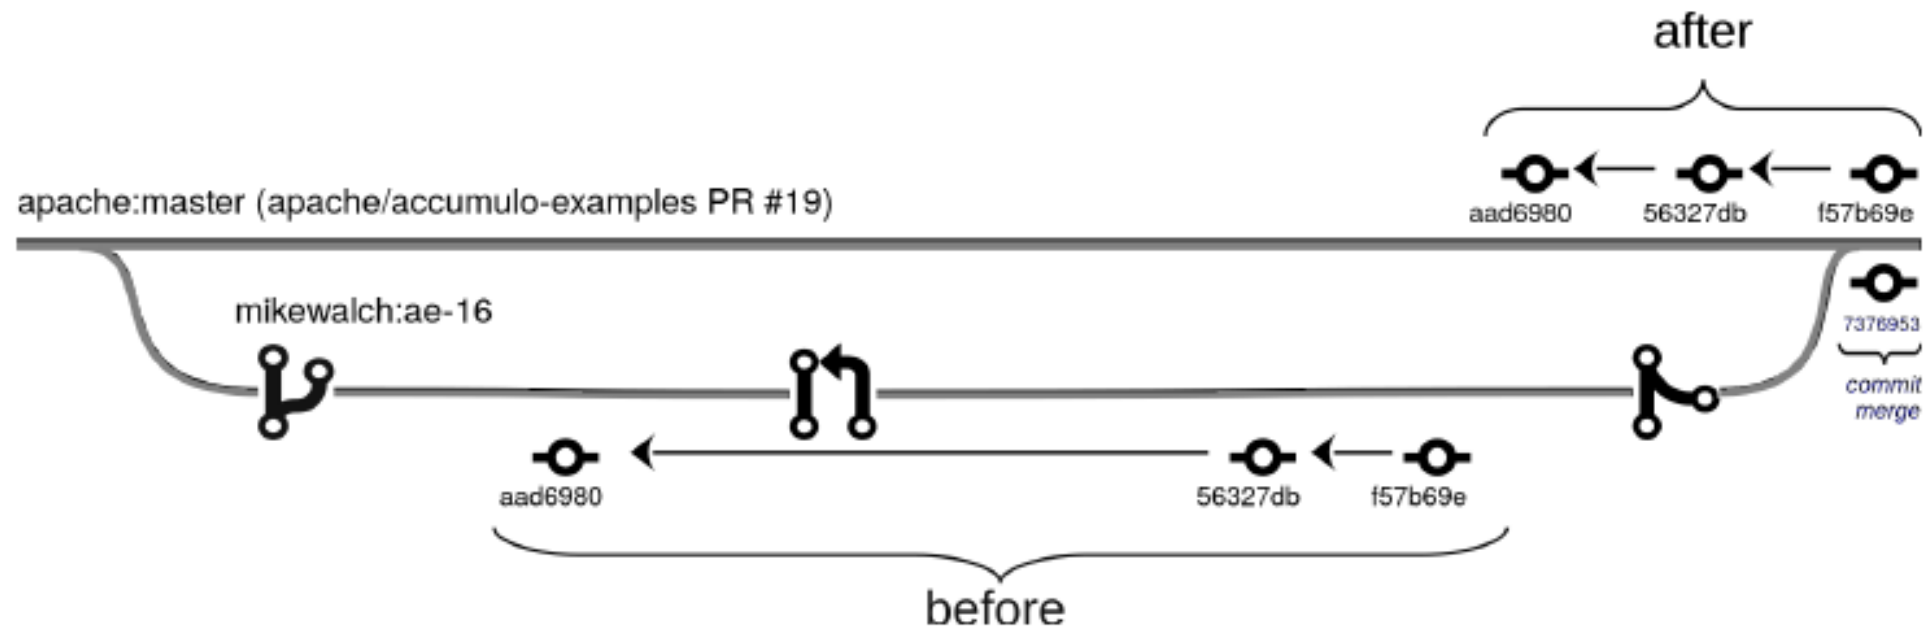 after
aad6980 56327db f57b69e
apache:master (apache/accumulo-examples PR #19)
mikewalch:ae-16
7376953
commit
merge
aad6980 56327db f57b69e
before